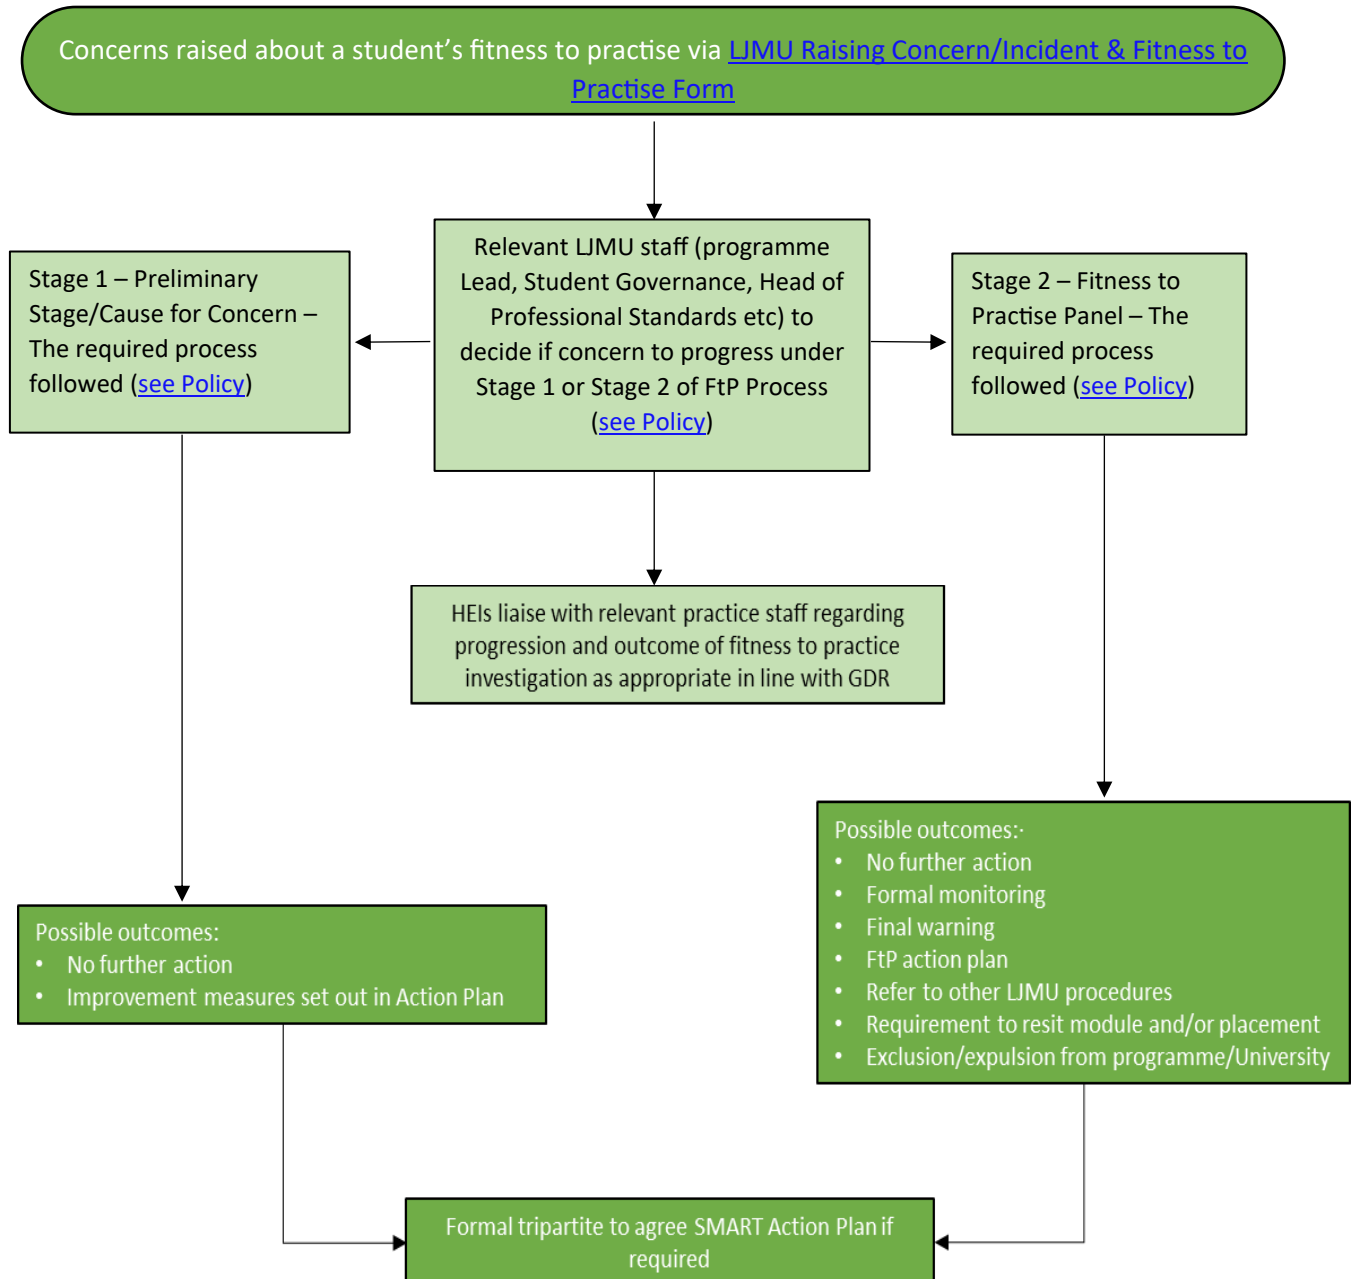 Concerns raised about a student’s fitness to practise via LJMU Raising Concern/Incident & Fitness to
Practise Form
Stage 1 – Preliminary
Stage/Cause for Concern –
The required process
followed (see Policy)
Relevant LJMU staff (programme
Lead, Student Governance, Head of
Professional Standards etc) to
decide if concern to progress under
Stage 1 or Stage 2 of FtP Process
(see Policy)
Stage 2 – Fitness to
Practise Panel – The
required process
followed (see Policy)
HEIs liaise with relevant practice staff regarding
progression and outcome of fitness to practice
investigation as appropriate in line with GDR
Possible outcomes:
• No further action
• Improvement measures set out in Action Plan
Possible outcomes:·
• No further action
• Formal monitoring
• Final warning
• FtP action plan
• Refer to other LJMU procedures
• Requirement to resit module and/or placement
• Exclusion/expulsion from programme/University
Formal tripartite to agree SMART Action Plan if
required